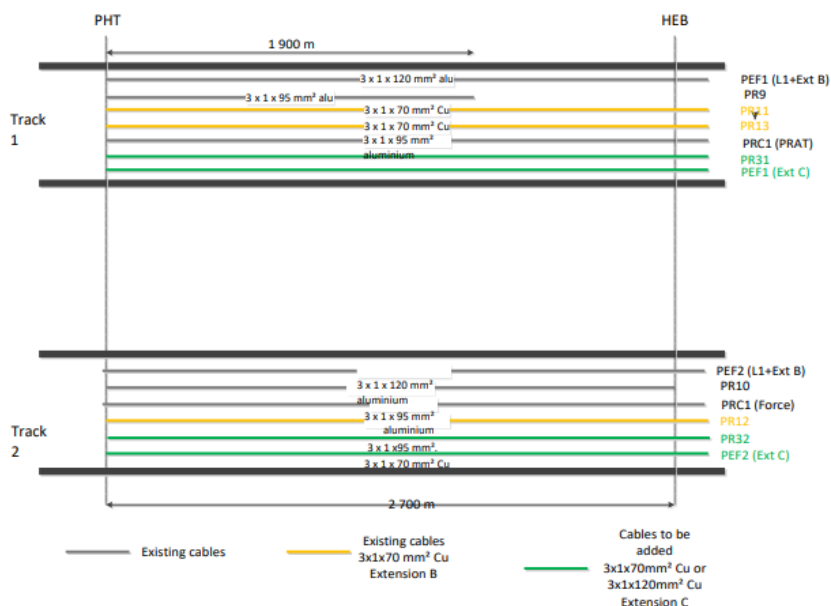 PHT
HEB
1 900 m
3 x 1 x 120 mm² alu
PEF1 (L1+Ext B)
3 x 1 x 95 mm² alu
PR9
3 x 1 x 70 mm² Cu
PR11
Track
1
3 x 1 x 70 mm² Cu
PR13
3 x 1 x 95 mm²
aluminium
PRC1 (PRAT)
PR31
PEF1 (Ext C)
PEF2 (L1+Ext B)
3 x 1 x 120 mm²
aluminium
PR10
PRC1 (Force)
3 x 1 x 95 mm²
aluminium
PR12
Track
2
PR32
3 x 1 x95 mm².
PEF2 (Ext C)
3 x 1 x 70 mm² Cu
2 700 m
Existing cables
Existing cables
3x1x70 mm² Cu
Extension B
Cables to be
added
3x1x70mm² Cu or
3x1x120mm² Cu
Extension C